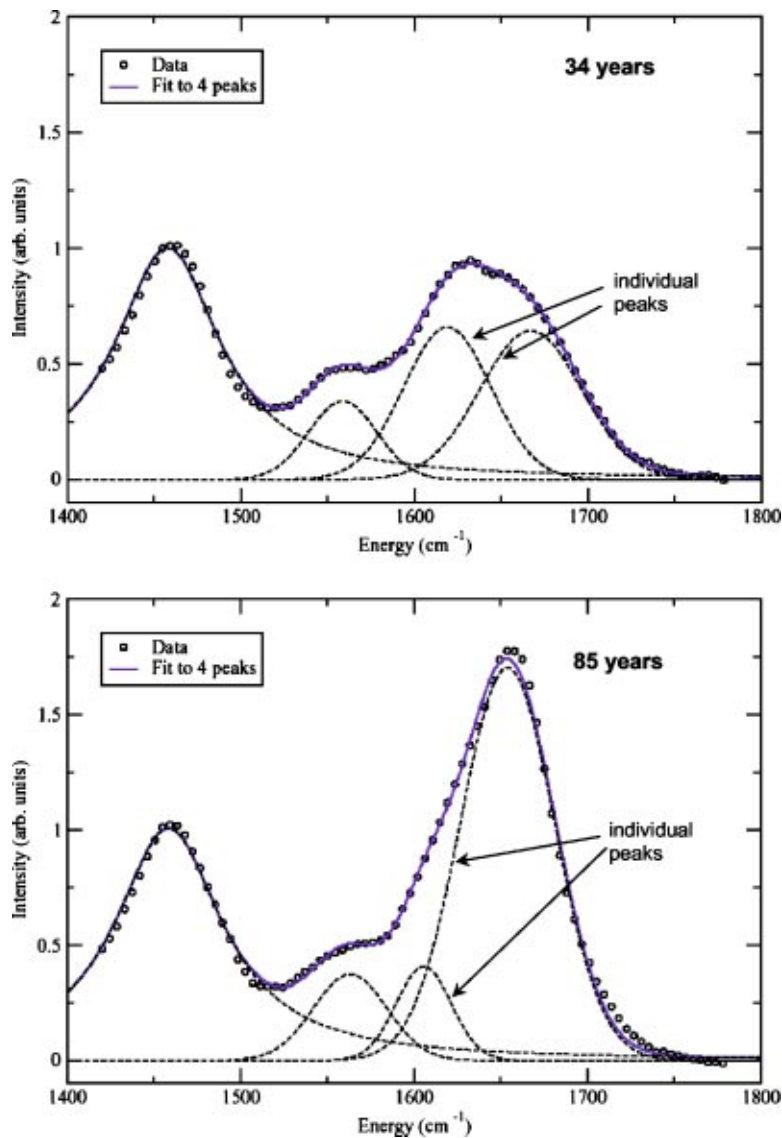 2
Data
Fit to 4 peaks
34 years
1.5
Intensity (arb. units)
1
individual
peaks
0.5
0
1400 1500 1600 1700 1800
Energy (cm -1)
2
Data
Fit to 4 peaks
85 years
1.5
Intensity (arb. units)
1
individual
peaks
0.5
0
1400 1500 1600 1700 1800
Energy (cm -1)